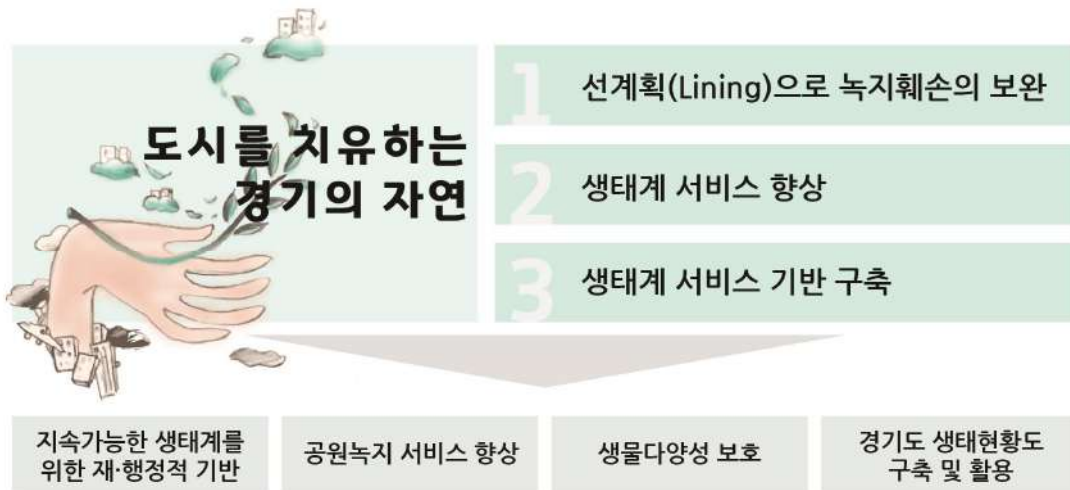 도시를 치유하는
경기의 자연
1 선계획(Lining)으로 녹지훼손의 보완
2 생태계 서비스 향상
3 생태계 서비스 기반 구축
지속가능한 생태계를
위한 재·행정적 기반
공원녹지 서비스 향상
생물다양성 보호
경기도 생태현황도
구축 및 활용